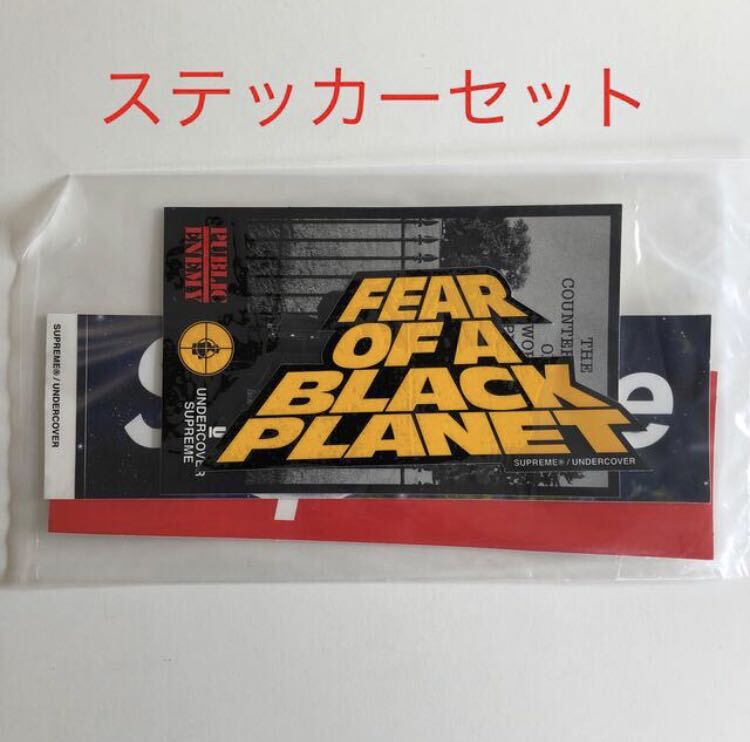 ステッカーセット
PUBLIC
ENEMY
THE
COUNTER
FEAR
OF A
BLACK
PLANET
SUPREME® / UNDERCOVER
UNDERCOVER
SUPREME
SUPREME® / UNDERCOVER
S
e